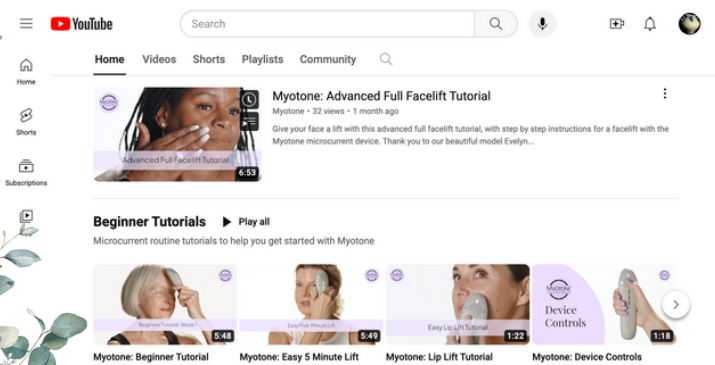 YouTube
Search
Home
Videos
Shorts
Playlists
Community
Home
Shorts
Subscriptions
Myotone
Advanced Full Facelift Tutorial
6:53
Myotone: Advanced Full Facelift Tutorial
Myotone • 32 views • 1 month ago
Give your face a lift with this advanced full facelift tutorial, with step by step instructions for a facelift with the
Myotone microcurrent device. Thank you to our beautiful model Evelyn...
Beginner Tutorials
Play all
Microcurrent routine tutorials to help you get started with Myotone
Beginner Tutorial: Week 1
5:48
Easy Five Minute Lift
5:49
Easy Lip Lift Tutorial
1:22
Myotone
Device
Controls
1:18
Myotone: Beginner Tutorial
Myotone: Easy 5 Minute Lift
Myotone: Lip Lift Tutorial
Myotone: Device Controls